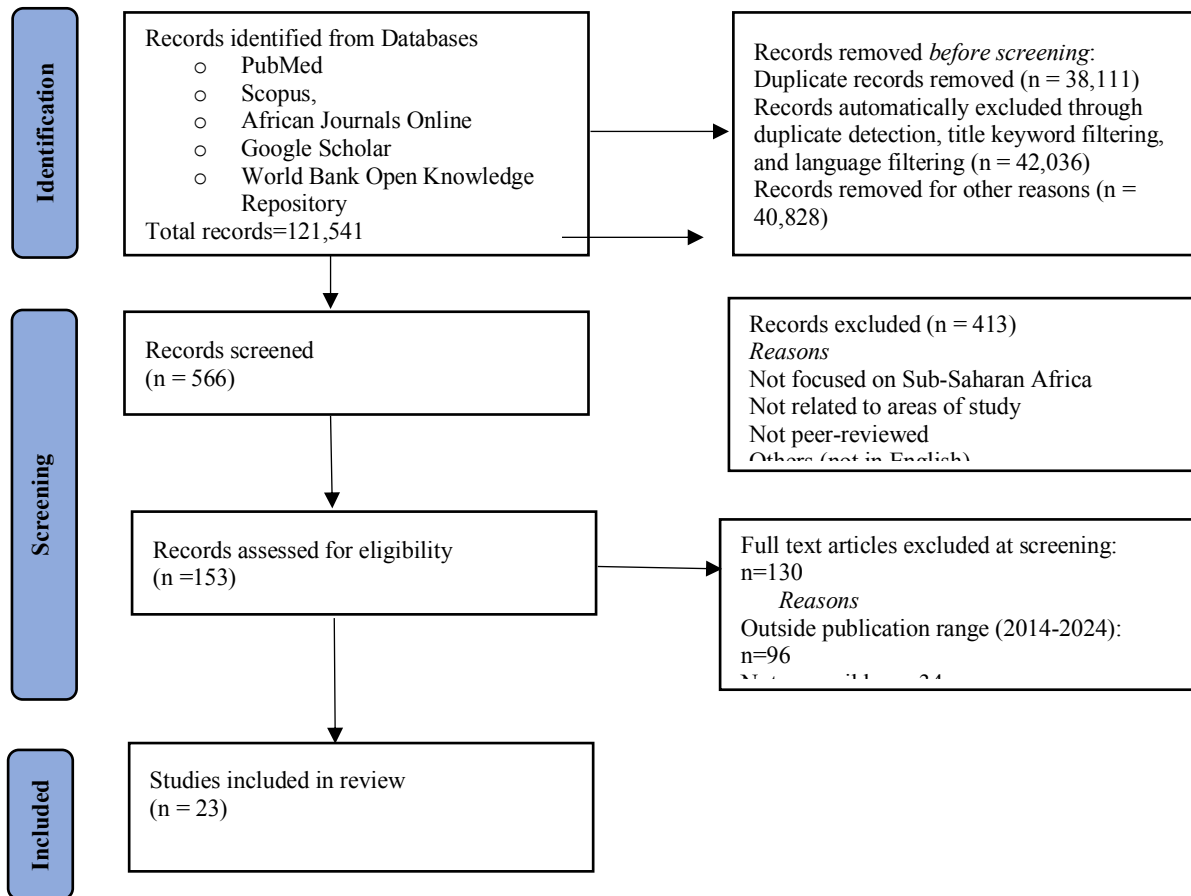 Identification
Records identified from Databases
o PubMed
o Scopus,
o African Journals Online
o Google Scholar
o World Bank Open Knowledge
Repository
Total records=121,541
Records removed before screening:
Duplicate records removed (n = 38,111)
Records automatically excluded through
duplicate detection, title keyword filtering,
and language filtering (n = 42,036)
Records removed for other reasons (n =
40,828)
Screening
Records screened
(n = 566)
Records excluded (n = 413)
Reasons
Not focused on Sub-Saharan Africa
Not related to areas of study
Not peer-reviewed
Others (not in English)
Records assessed for eligibility
(n =153)
Full text articles excluded at screening:
n=130
Reasons
Outside publication range (2014-2024):
n=96
Included
Studies included in review
(n = 23)